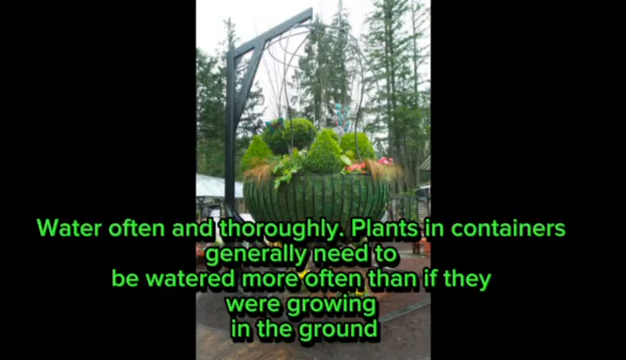 Water often and thoroughly. Plants in containers
generally need to
be watered more often than if they
were growing
in the ground